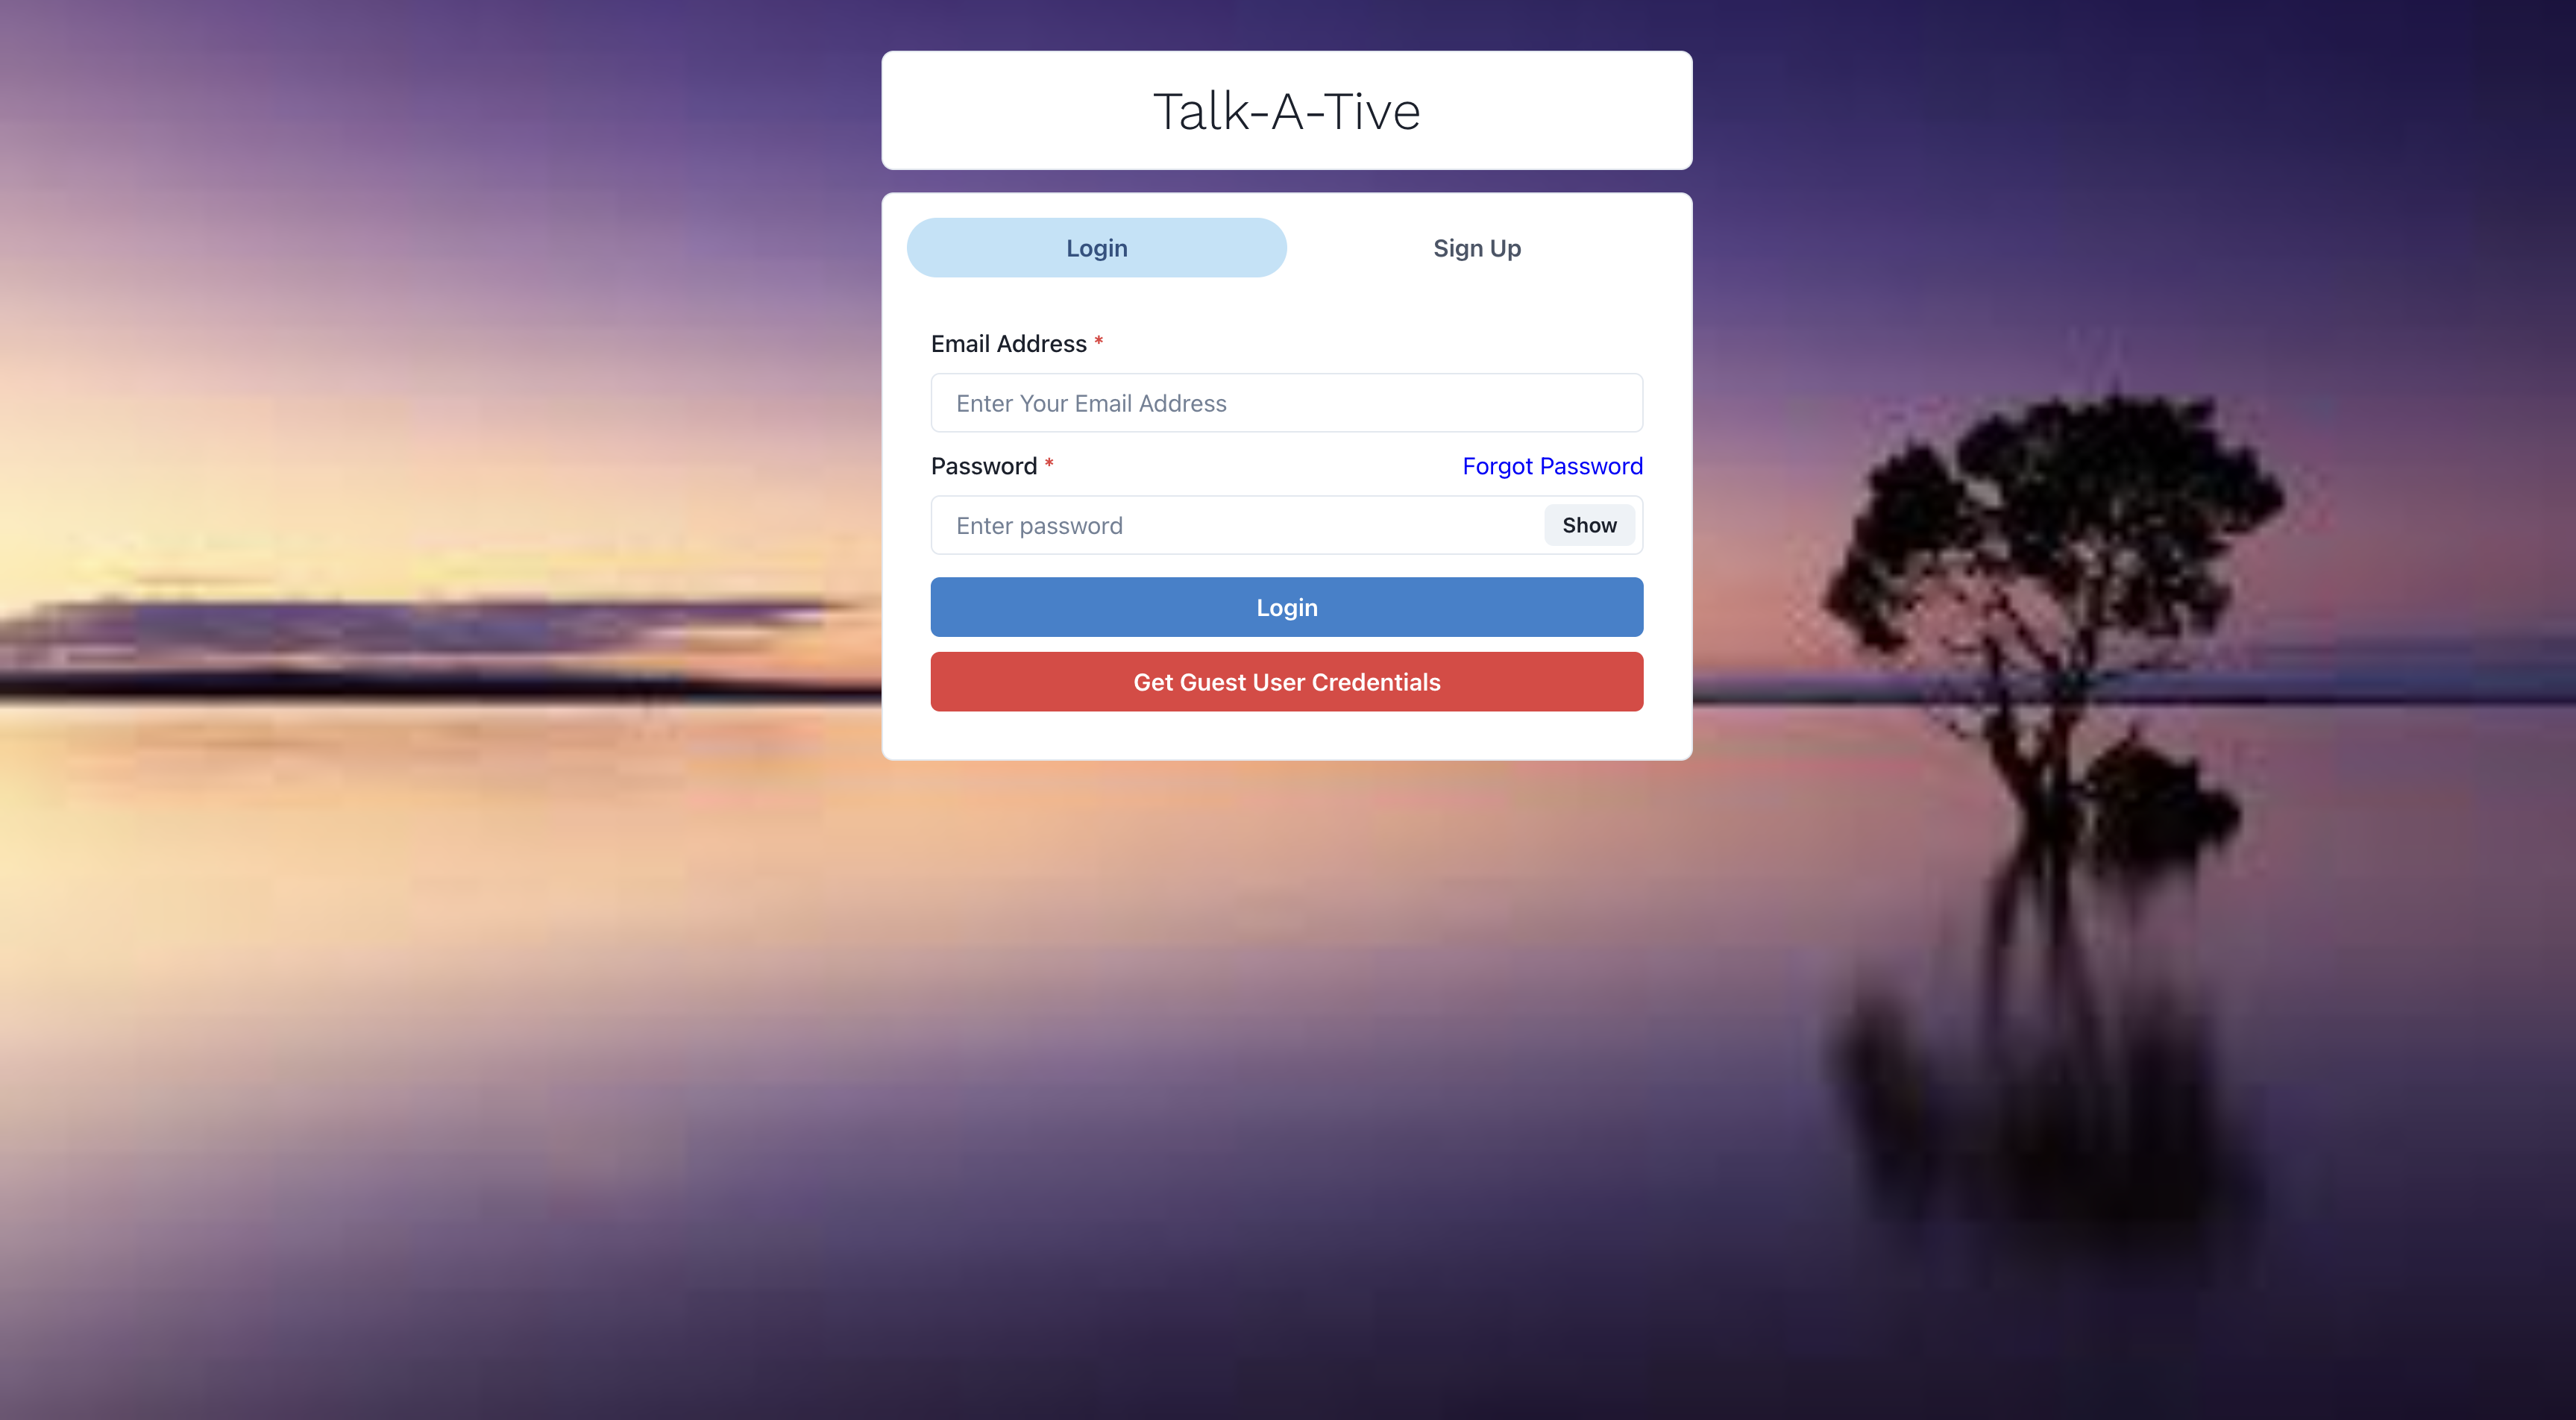 Talk-A-Tive
Login Sign Up
Email Address *
Enter Your Email Address
Password * Forgot Password
Enter password Show
Login
Get Guest User Credentials